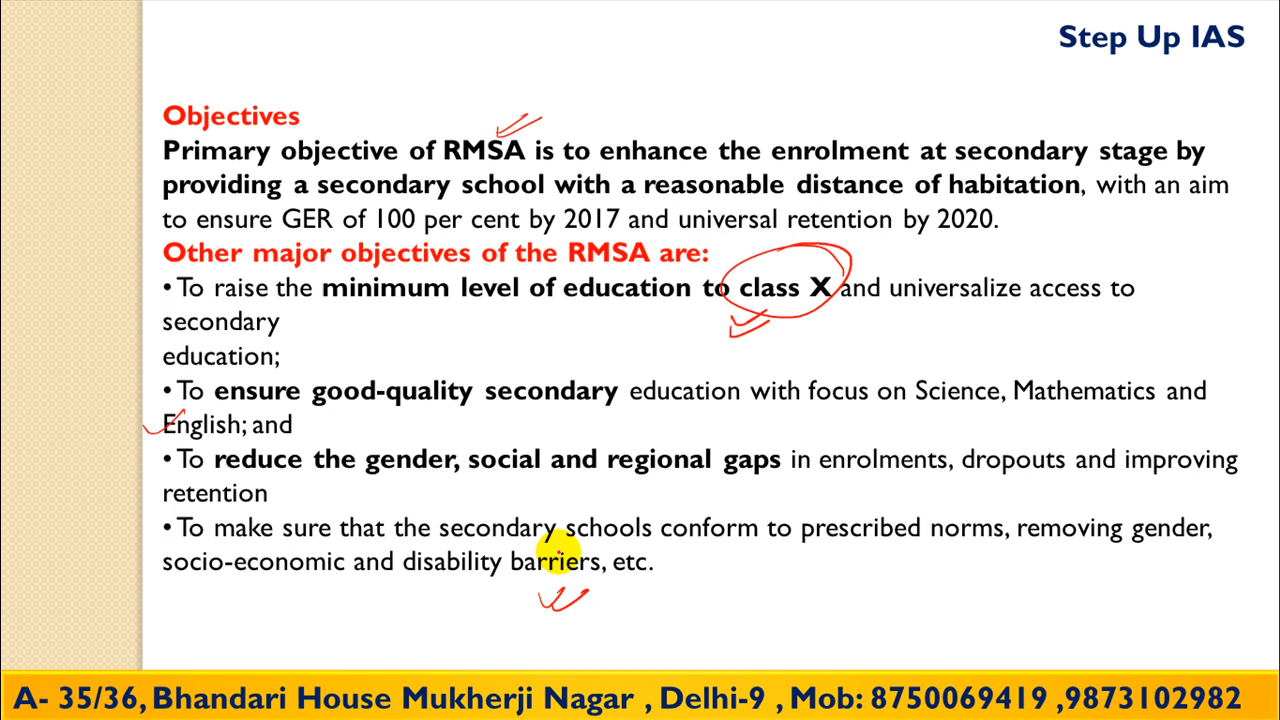 Step Up IAS
Objectives
Primary objective of RMSA is to enhance the enrolment at secondary stage by
providing a secondary school with a reasonable distance of habitation, with an aim
to ensure GER of 100 per cent by 2017 and universal retention by 2020.
Other major objectives of the RMSA are:
•To raise the minimum level of education to class X and universalize access to
secondary
education;
•To ensure good-quality secondary education with focus on Science, Mathematics and
English; and
•To reduce the gender, social and regional gaps in enrolments, dropouts and improving
retention
•To make sure that the secondary schools conform to prescribed norms, removing gender,
socio-economic and disability barriers, etc.
A- 35/36, Bhandari House Mukherji Nagar , Delhi-9 , Mob: 8750069419 ,9873102982